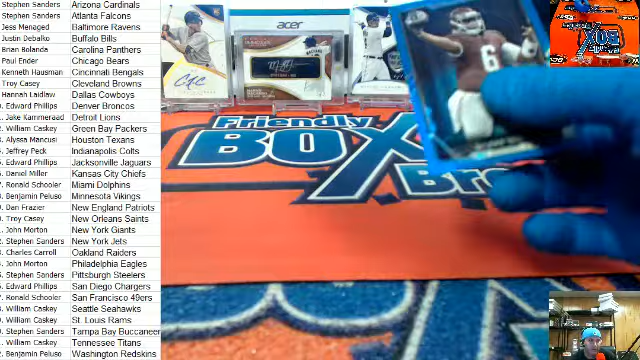 Stephen Sanders Arizona Cardinals
Stephen Sanders Atlanta Falcons
Jess Menaged Baltimore Ravens
Justin Debalko Buffalo Bills
Brian Bolanda Carolina Panthers
Paul Ender Chicago Bears
Kenneth Hausman Cincinnati Bengals
Troy Casey Cleveland Browns
Hannah Laidlaw Dallas Cowboys
Edward Phillips Denver Broncos
Jake Kammeraad Detroit Lions
William Caskey Green Bay Packers
Alyssa Mancusi Houston Texans
Jeffrey Peck Indianapolis Colts
Edward Phillips Jacksonville Jaguars
Daniel Miller Kansas City Chiefs
Ronald Schooler Miami Dolphins
Benjamin Peluso Minnesota Vikings
Dan Frazier New England Patriots
Troy Casey New Orleans Saints
John Morton New York Giants
Stephen Sanders New York Jets
Charles Carroll Oakland Raiders
John Morton Philadelphia Eagles
Stephen Sanders Pittsburgh Steelers
Edward Phillips San Diego Chargers
Ronald Schooler San Francisco 49ers
William Caskey Seattle Seahawks
William Caskey St. Louis Rams
Stephen Sanders Tampa Bay Buccaneer
William Caskey Tennessee Titans
Benjamin Peluso Washington Redskins
acer
6
Friendly
BOX
Bre